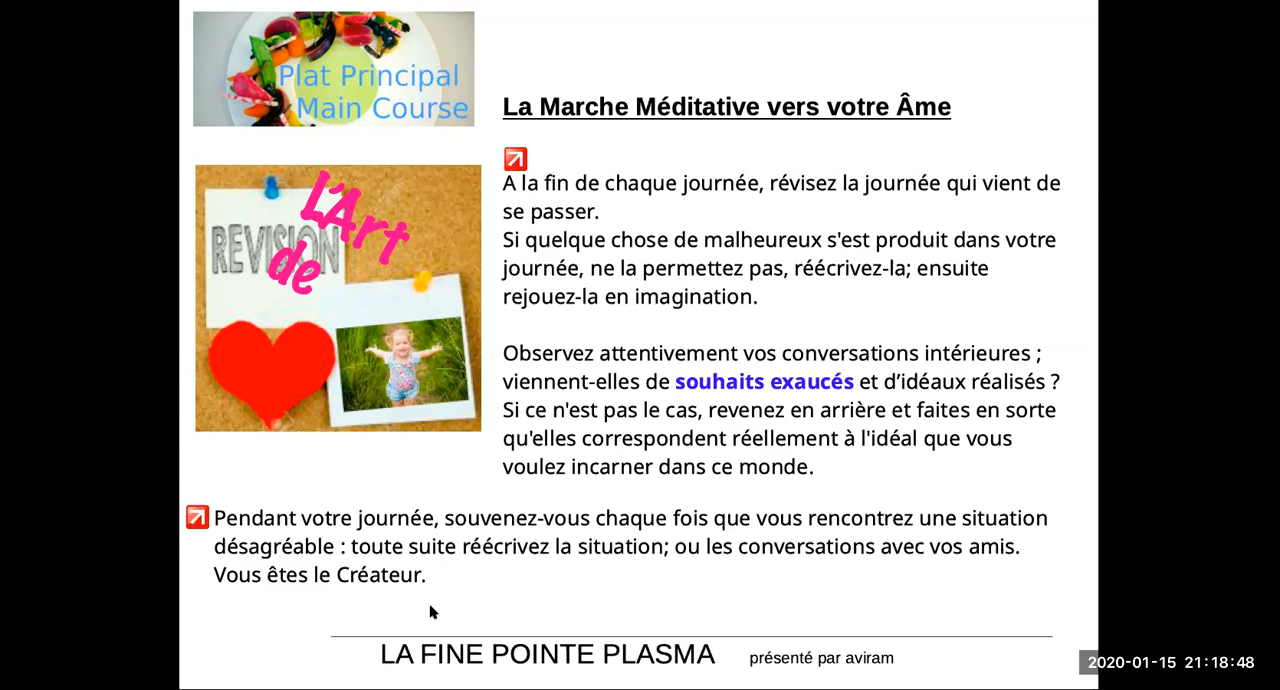 Plat Principal
Main Course
La Marche Méditative vers votre Âme
L'Art
REVISION
de
A la fin de chaque journée, révisez la journée qui vient de
se passer.
Si quelque chose de malheureux s'est produit dans votre
journée, ne la permettez pas, réécrivez-la; ensuite
rejouez-la en imagination.
Observez attentivement vos conversations intérieures ;
viennent-elles de souhaits exaucés et d’idéaux réalisés ?
Si ce n'est pas le cas, revenez en arrière et faites en sorte
qu'elles correspondent réellement à l'idéal que vous
voulez incarner dans ce monde.
Pendant votre journée, souvenez-vous chaque fois que vous rencontrez une situation
désagréable : toute suite réécrivez la situation; ou les conversations avec vos amis.
Vous êtes le Créateur.
LA FINE POINTE PLASMA présenté par aviram
2020-01-15 21:18:48